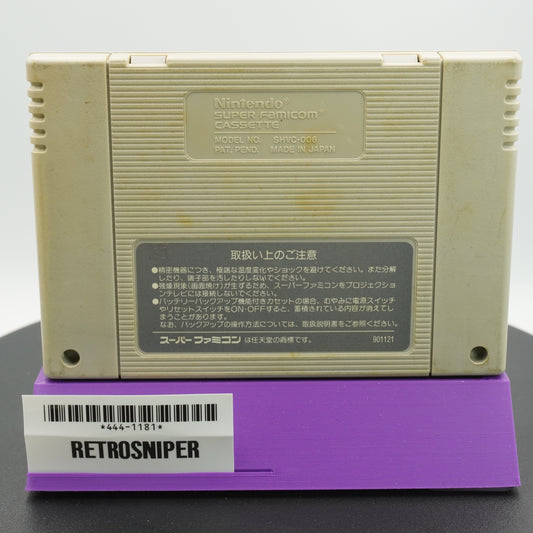 Nintendo
SUPER FAMICOM
CASSETTE
MODEL NO. SHVC-006
PAT. PEND. MADE IN JAPAN
取扱い上のご注意
●精密機器につき、極端な温度変化やショックを避けてください。また分解
したり、端子部を汚したりしないでください。
●残像現象(画面焼け)が生ずるため、スーパーファミコンをプロジェクション
テレビには接続しないでください。
●バッテリーバックアップ機能付きカセットの場合、むやみに電源スイッチ
やリセットスイッチをON・OFFすると、蓄積されている内容が消えてし
まうことがあります。
なお、バックアップの操作方法については、取扱説明書をご参照ください。
スーパーファミコン は任天堂の商標です。 901121
*444-1181*
RETROSNIPER